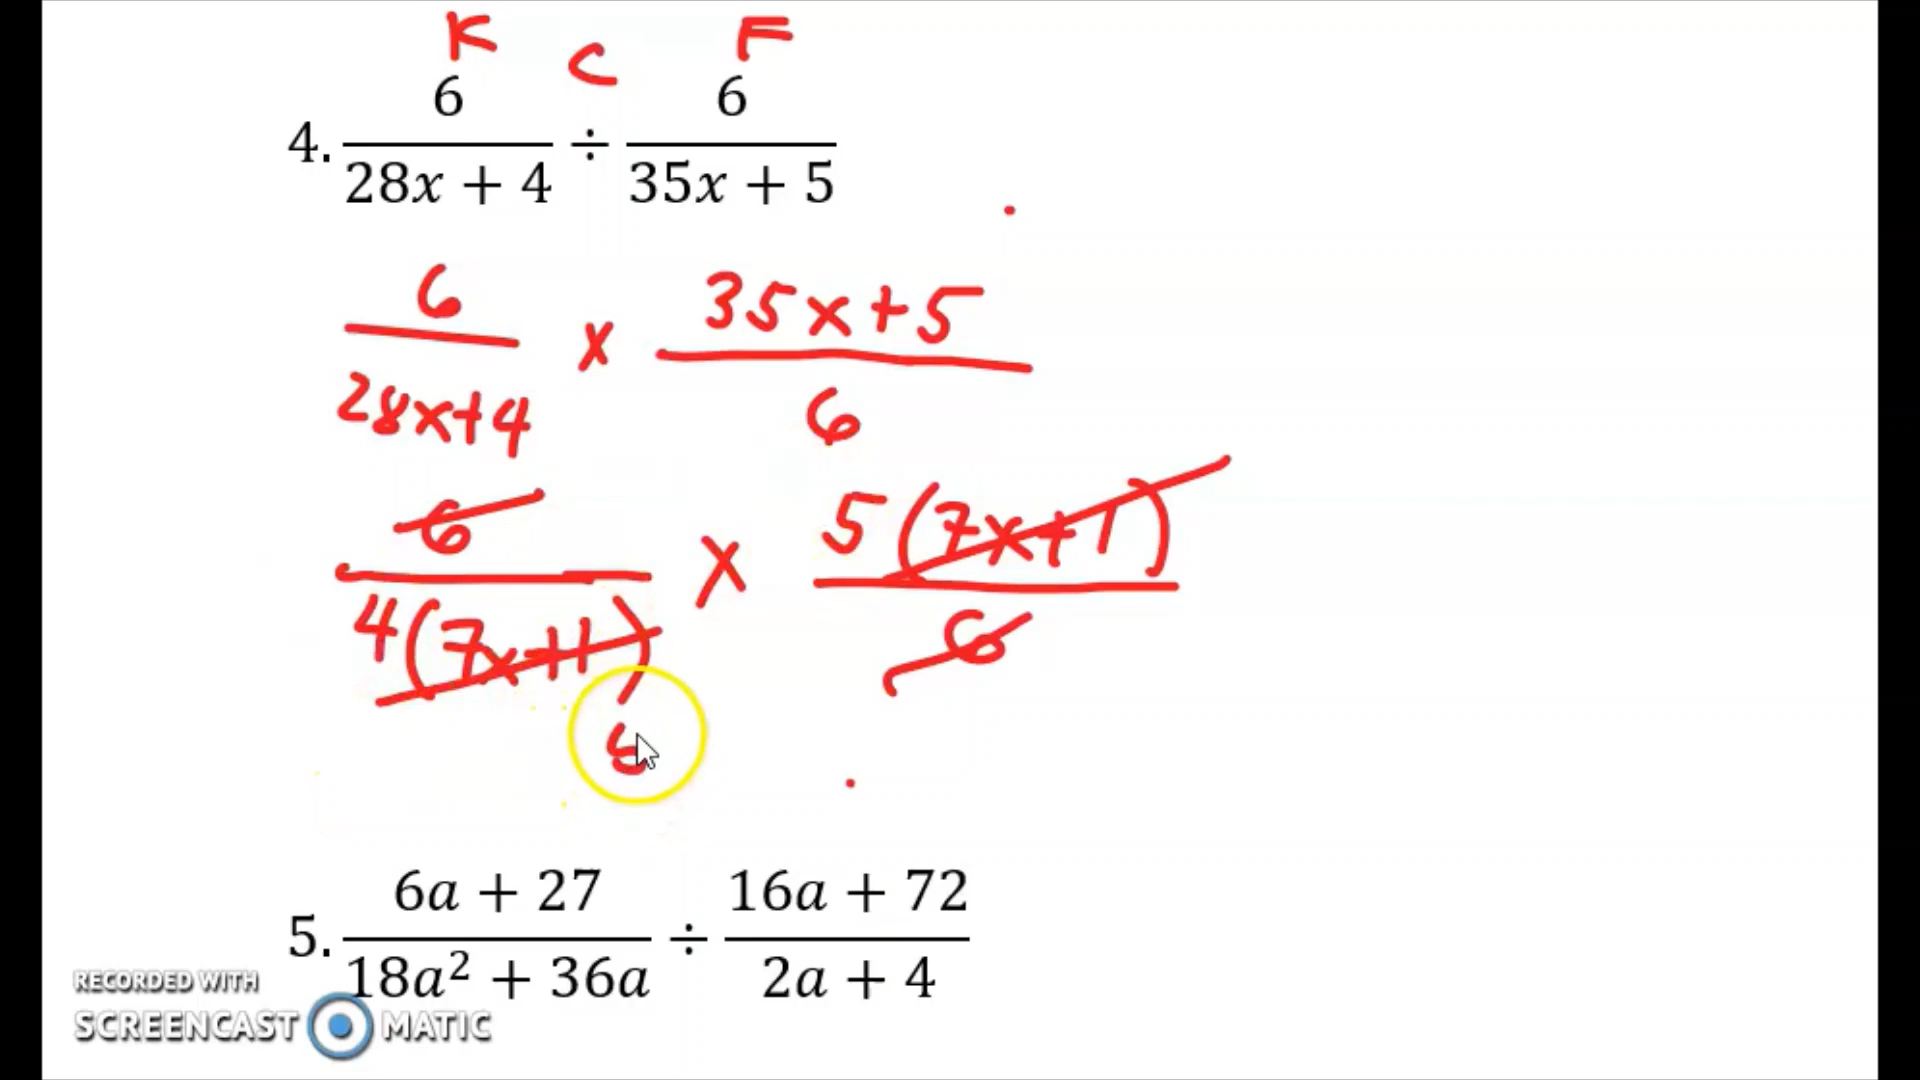 K C F
4. 6/(28x + 4) ÷ 6/(35x + 5)
6/(28x+4) x (35x+5)/6
6/(4(7x+1)) x 5(7x+1)/6
5
5. (6a + 27)/(18a² + 36a) ÷ (16a + 72)/(2a + 4)
RECORDED WITH
SCREENCAST MATIC